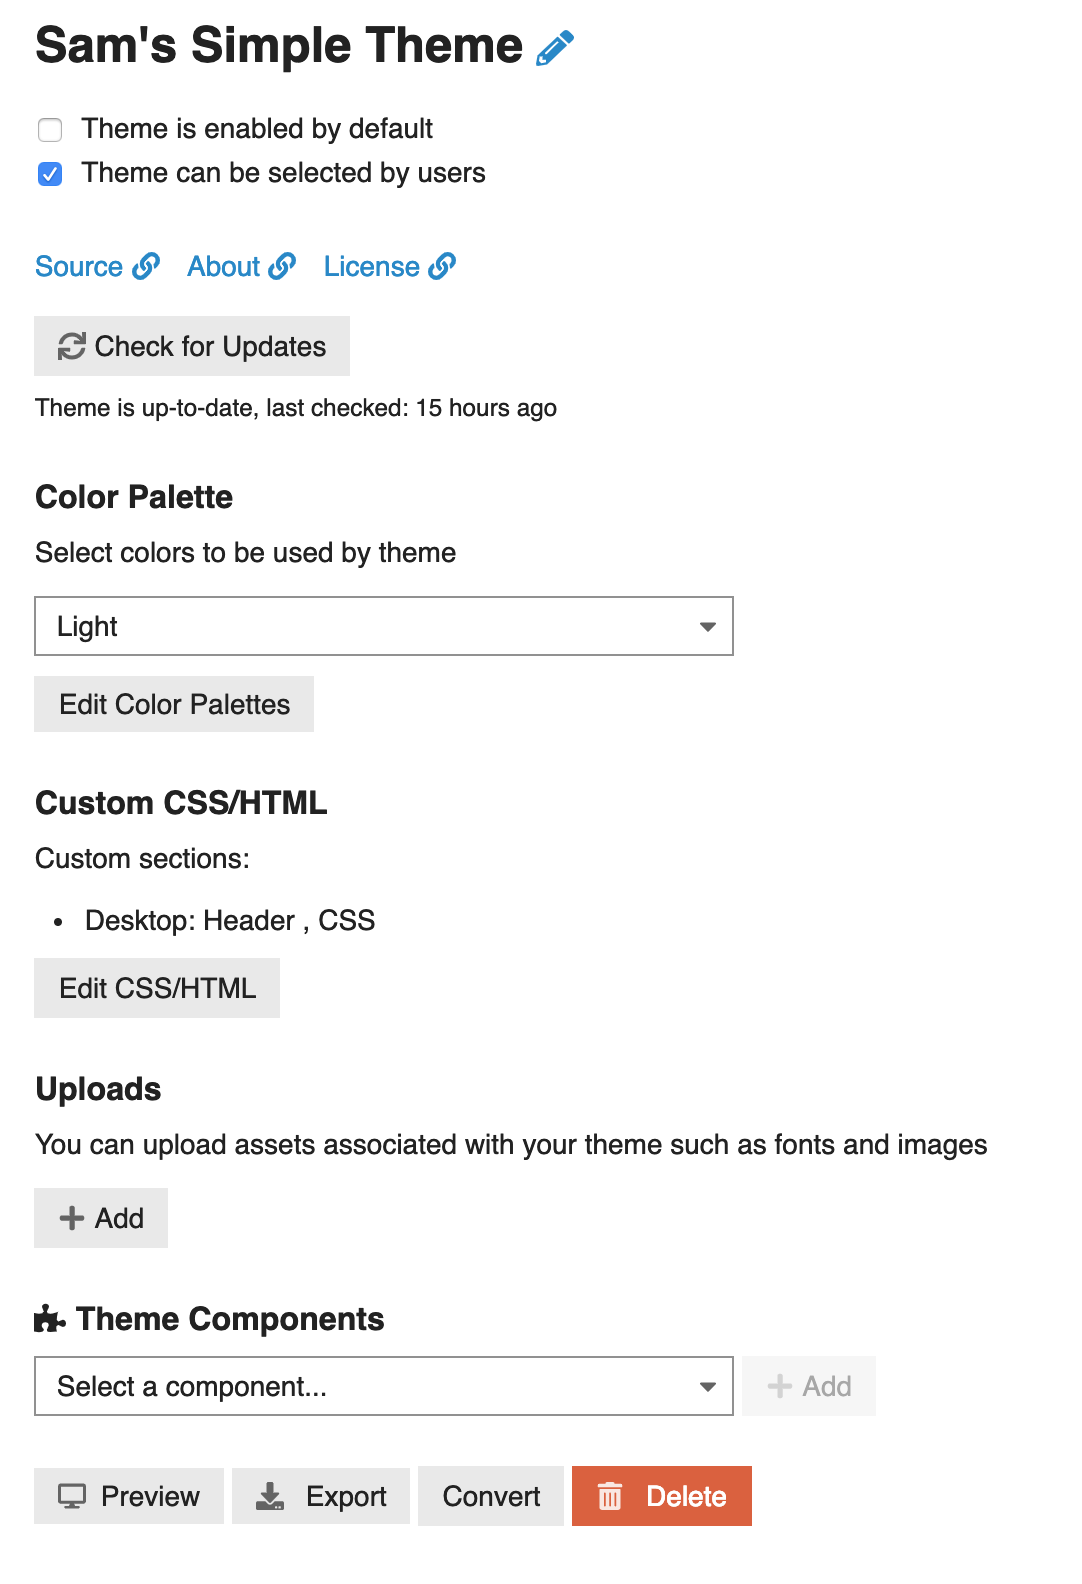 Sam's Simple Theme
Theme is enabled by default
Theme can be selected by users
Source About License
Check for Updates
Theme is up-to-date, last checked: 15 hours ago
Color Palette
Select colors to be used by theme
Light
Edit Color Palettes
Custom CSS/HTML
Custom sections:
• Desktop: Header , CSS
Edit CSS/HTML
Uploads
You can upload assets associated with your theme such as fonts and images
+ Add
Theme Components
Select a component... + Add
Preview Export Convert Delete